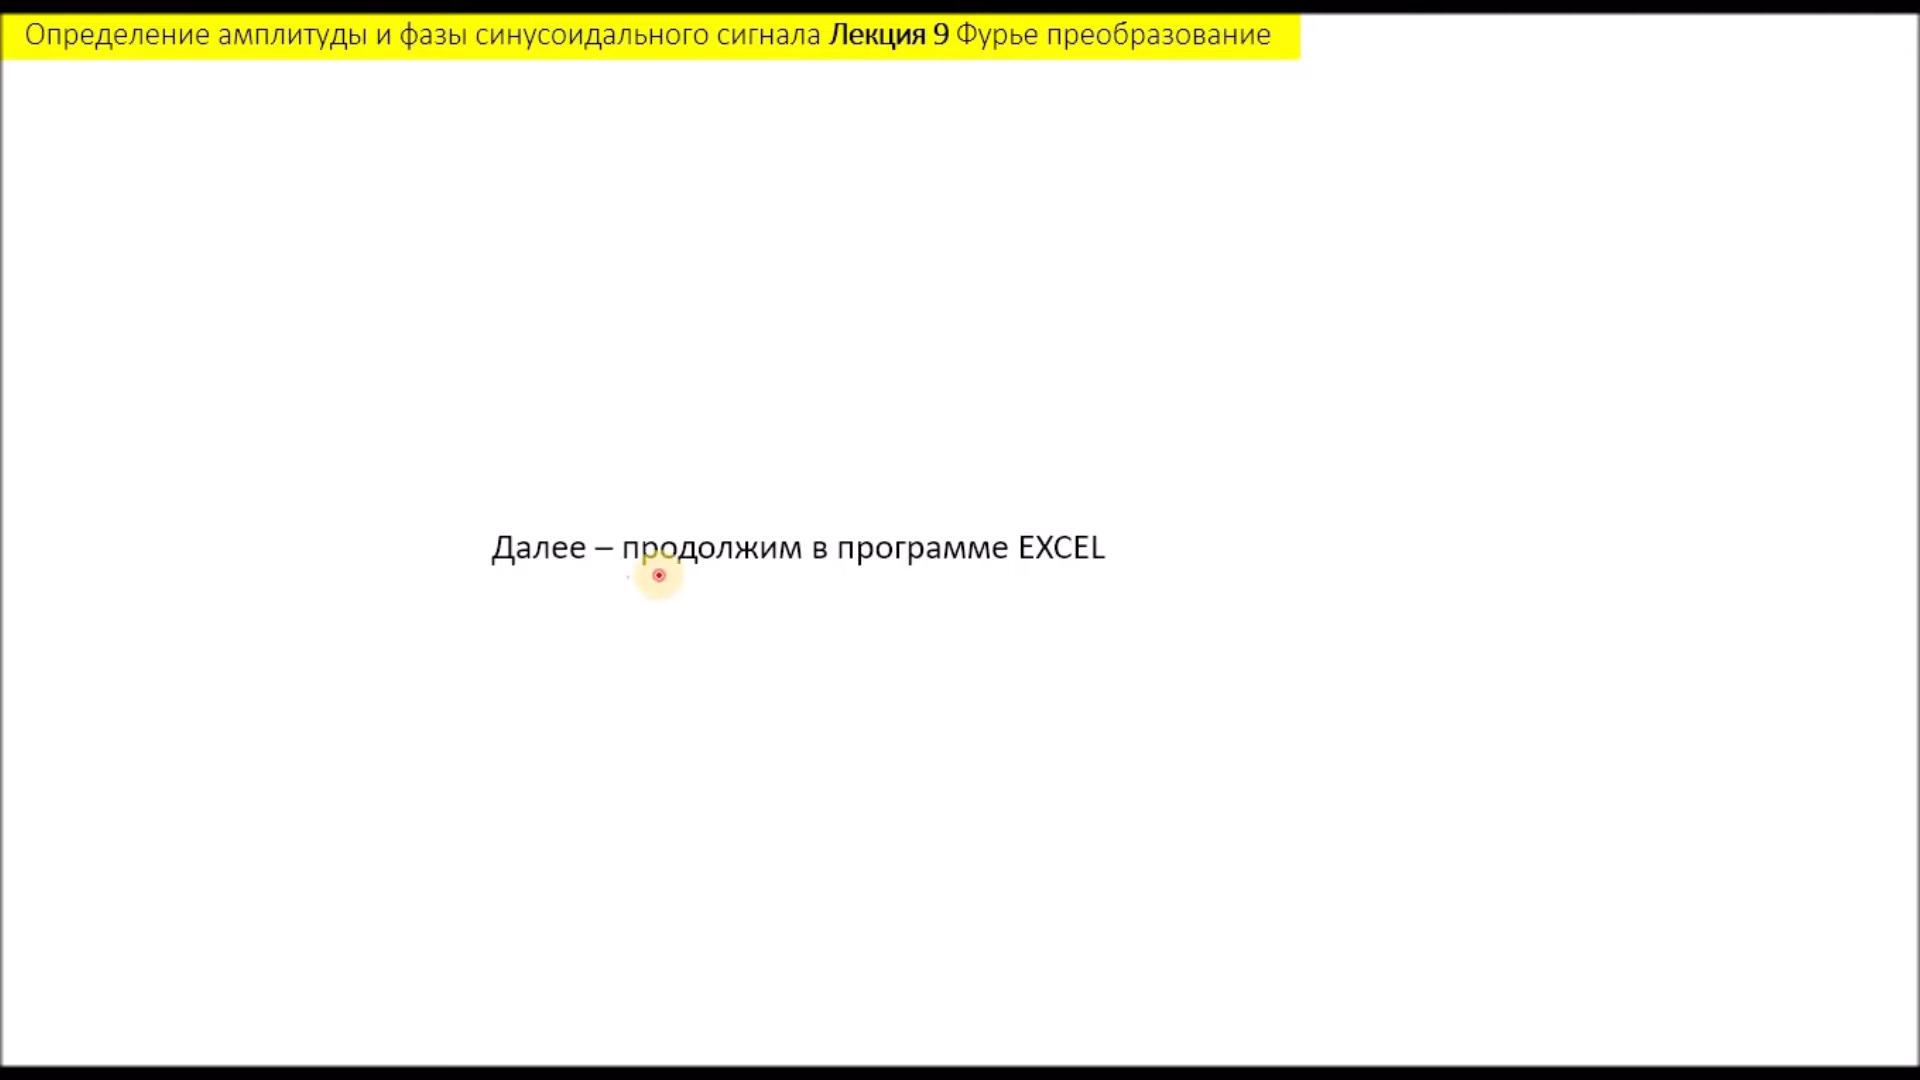 Определение амплитуды и фазы синусоидального сигнала Лекция 9 Фурье преобразование
Далее – продолжим в программе EXCEL